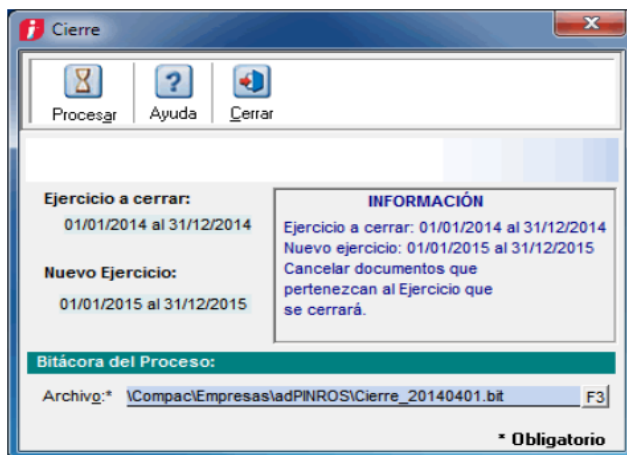 Cierre
Procesar Ayuda Cerrar
Ejercicio a cerrar:
01/01/2014 al 31/12/2014
Nuevo Ejercicio:
01/01/2015 al 31/12/2015
INFORMACIÓN
Ejercicio a cerrar: 01/01/2014 al 31/12/2014
Nuevo ejercicio: 01/01/2015 al 31/12/2015
Cancelar documentos que
pertenezcan al Ejercicio que
se cerrará.
Bitácora del Proceso:
Archivo:* \Compac\Empresas\adPINROS\Cierre_20140401.bit F3
* Obligatorio